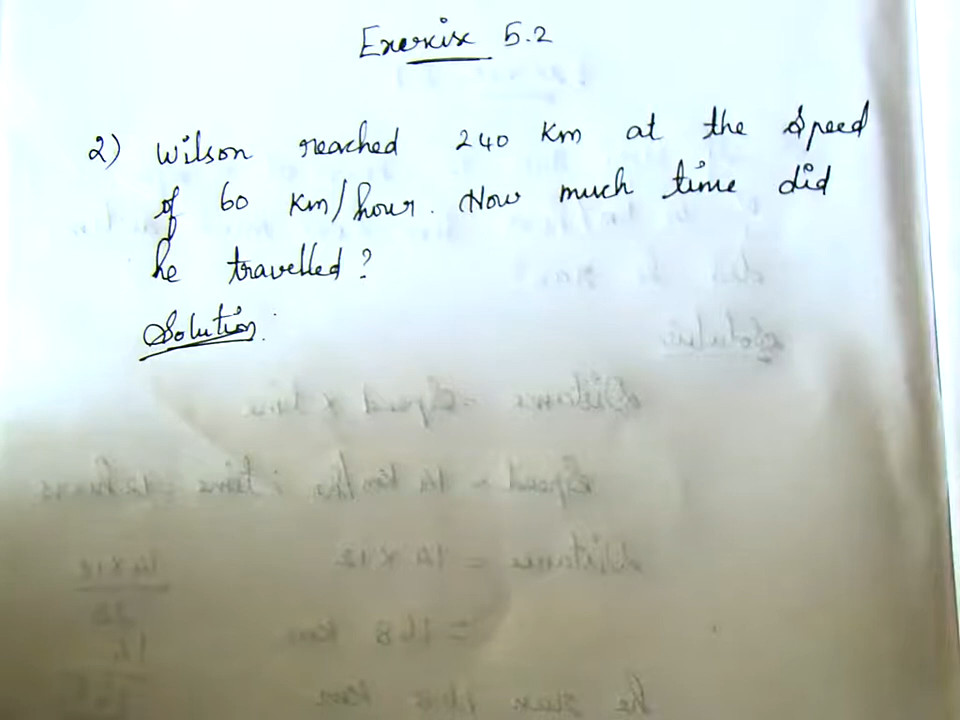 Exercise 5.2
2) Wilson reached 240 Km at the speed
of 60 Km/hour. How much time did
he travelled?
Solution: